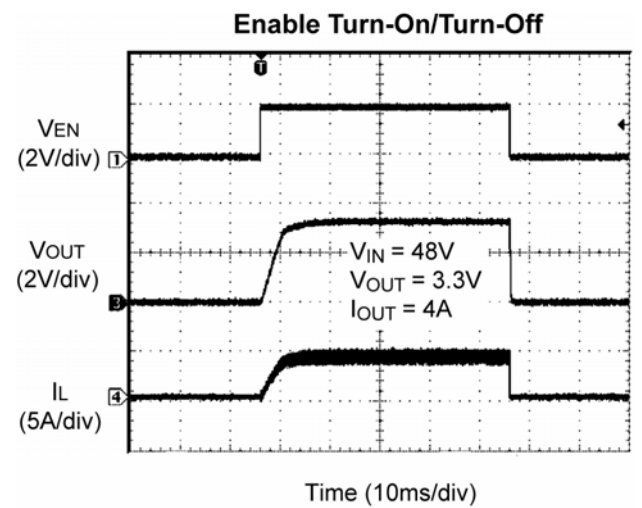 Enable Turn-On/Turn-Off
T
VEN
(2V/div)
1
VOUT
(2V/div)
3
VIN = 48V
VOUT = 3.3V
IOUT = 4A
IL
(5A/div)
4
Time (10ms/div)